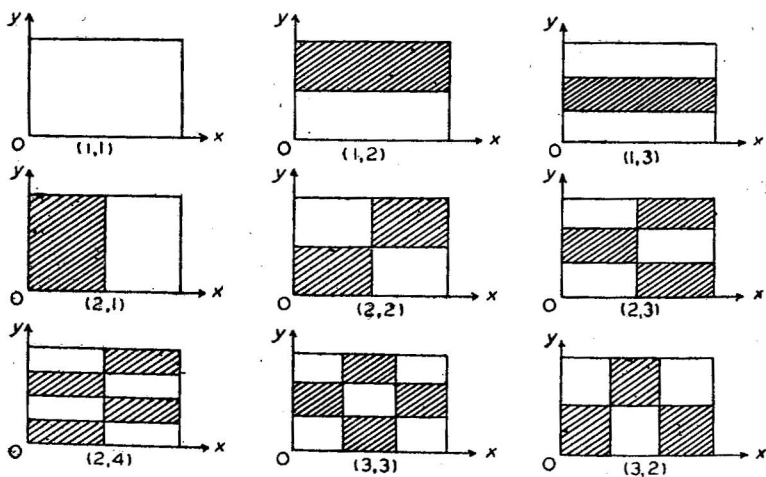 y y y
O (1,1) x O (1,2) x O (1,3) x
y y y
O (2,1) x O (2,2) x O (2,3) x
y y y
O (2,4) x O (3,3) x O (3,2) x